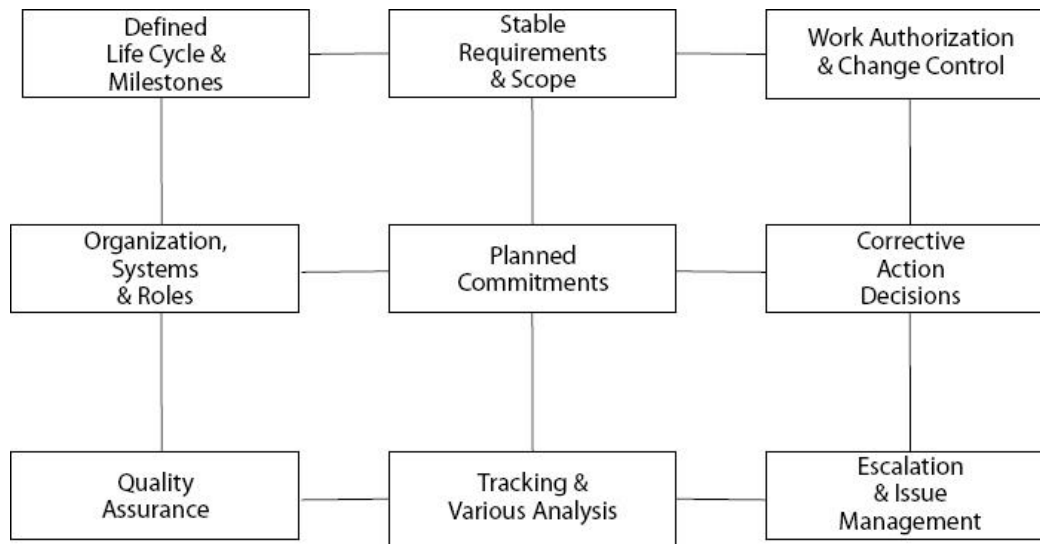 Defined
Life Cycle &
Milestones
Stable
Requirements
& Scope
Work Authorization
& Change Control
Organization,
Systems
& Roles
Planned
Commitments
Corrective
Action
Decisions
Quality
Assurance
Tracking &
Various Analysis
Escalation
& Issue
Management